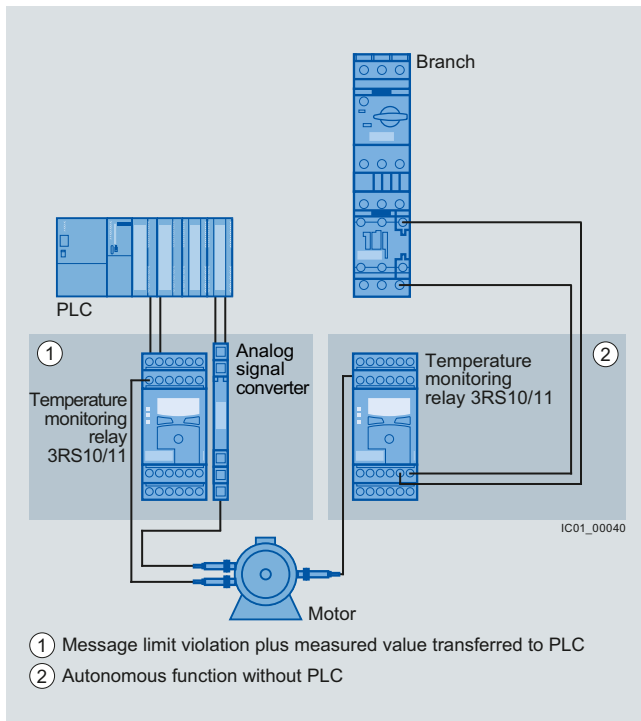 Branch
PLC
①
Analog
signal
converter
Temperature
monitoring
relay
3RS10/11
Temperature
monitoring
relay 3RS10/11
②
IC01_00040
Motor
① Message limit violation plus measured value transferred to PLC
② Autonomous function without PLC